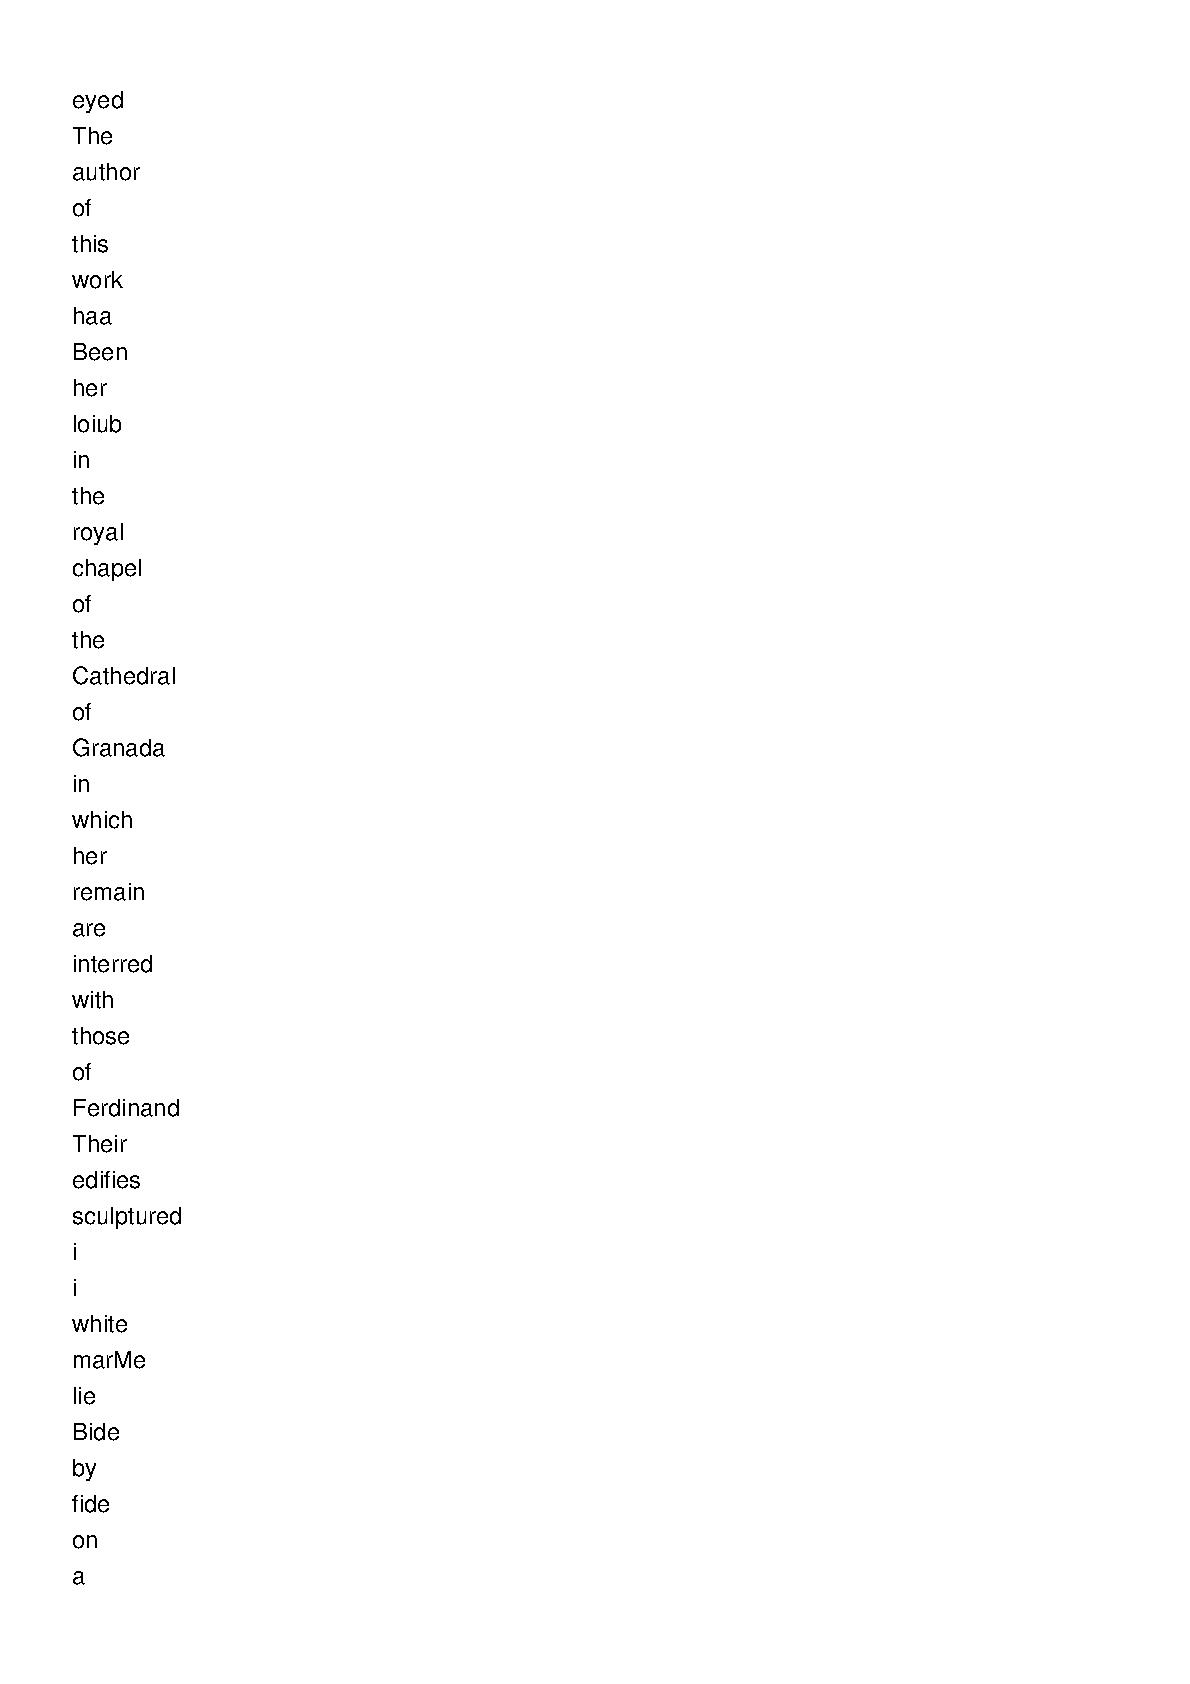 eyed
The
author
of
this
work
haa
Been
her
loiub
in
the
royal
chapel
of
the
Cathedral
of
Granada
in
which
her
remain
are
interred
with
those
of
Ferdinand
Their
edifies
sculptured
i
i
white
marMe
lie
Bide
by
fide
on
a